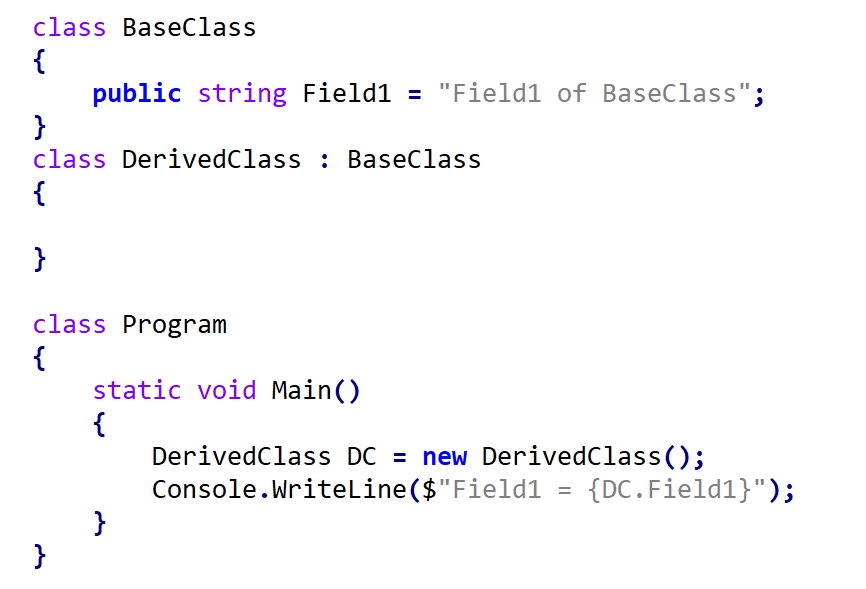 class BaseClass
{
    public string Field1 = "Field1 of BaseClass";
}
class DerivedClass : BaseClass
{

}

class Program
{
    static void Main()
    {
        DerivedClass DC = new DerivedClass();
        Console.WriteLine($"Field1 = {DC.Field1}");
    }
}